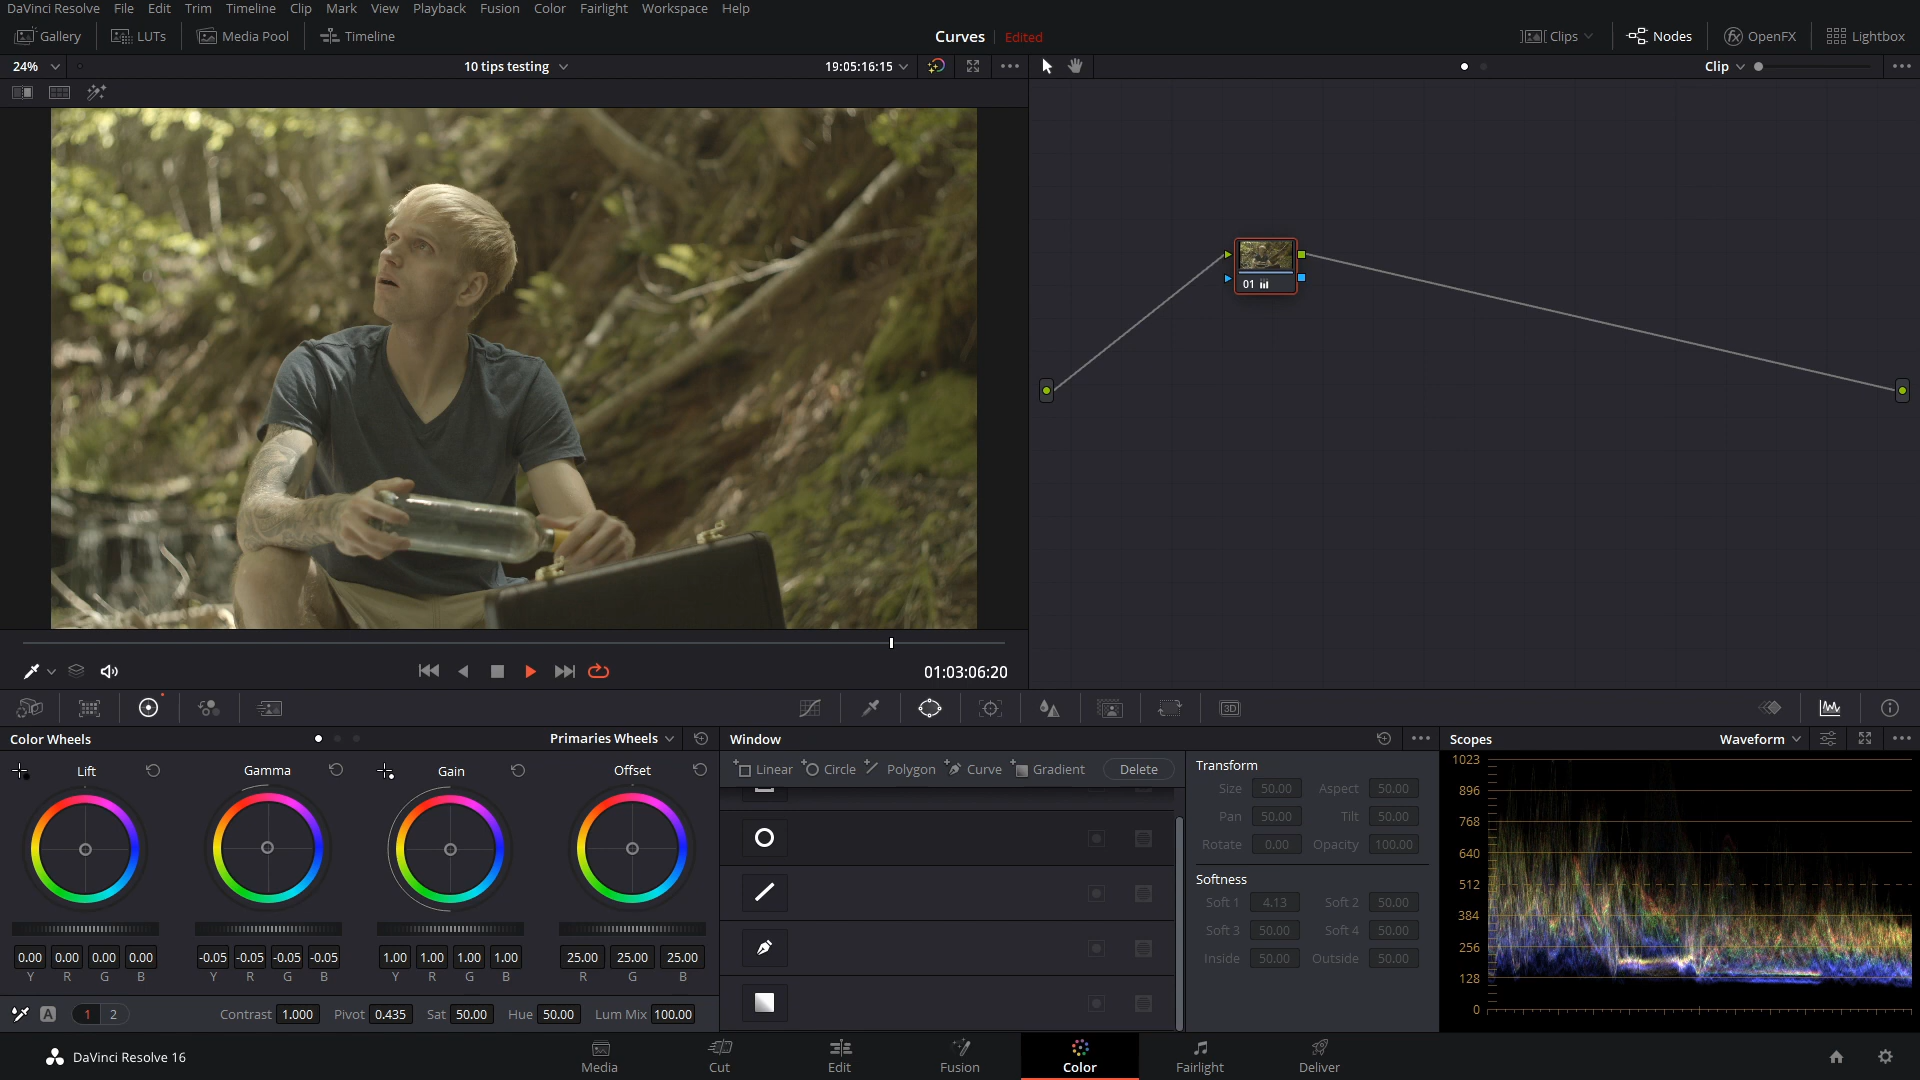 DaVinci Resolve File Edit Trim Timeline Clip Mark View Playback Fusion Color Fairlight Workspace Help
Gallery LUTs Media Pool Timeline Curves Edited Clips Nodes fx OpenFX Lightbox
24% 10 tips testing 19:05:16:15 Clip
01
01:03:06:20
3D
Color Wheels Primaries Wheels Window Scopes Waveform
Lift Gamma Gain Offset
Linear Circle Polygon Curve Gradient Delete
Transform
Size 50.00 Aspect 50.00
Pan 50.00 Tilt 50.00
Rotate 0.00 Opacity 100.00
Softness
Soft 1 4.13 Soft 2 50.00
Soft 3 50.00 Soft 4 50.00
Inside 50.00 Outside 50.00
1023
896
768
640
512
384
256
128
0
0.00 0.00 0.00 0.00 -0.05 -0.05 -0.05 -0.05 1.00 1.00 1.00 1.00 25.00 25.00 25.00
Y R G B Y R G B Y R G B R G B
A 1 2 Contrast 1.000 Pivot 0.435 Sat 50.00 Hue 50.00 Lum Mix 100.00
DaVinci Resolve 16 Media Cut Edit Fusion Color Fairlight Deliver